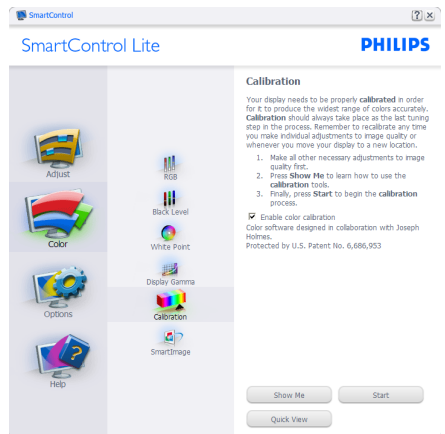 SmartControl
SmartControl Lite
PHILIPS
Adjust
Color
Options
Help
RGB
Black Level
White Point
Display Gamma
Calibration
SmartImage
Calibration
Your display needs to be properly calibrated in order
for it to produce the widest range of colors accurately.
Calibration should always take place as the last tuning
step in the process. Remember to recalibrate any time
you make individual adjustments to image quality or
whenever you move your display to a new location.
1. Make all other necessary adjustments to image
quality first.
2. Press Show Me to learn how to use the
calibration tools.
3. Finally, press Start to begin the calibration
process.
Enable color calibration
Color software designed in collaboration with Joseph
Holmes.
Protected by U.S. Patent No. 6,686,953
Show Me
Start
Quick View